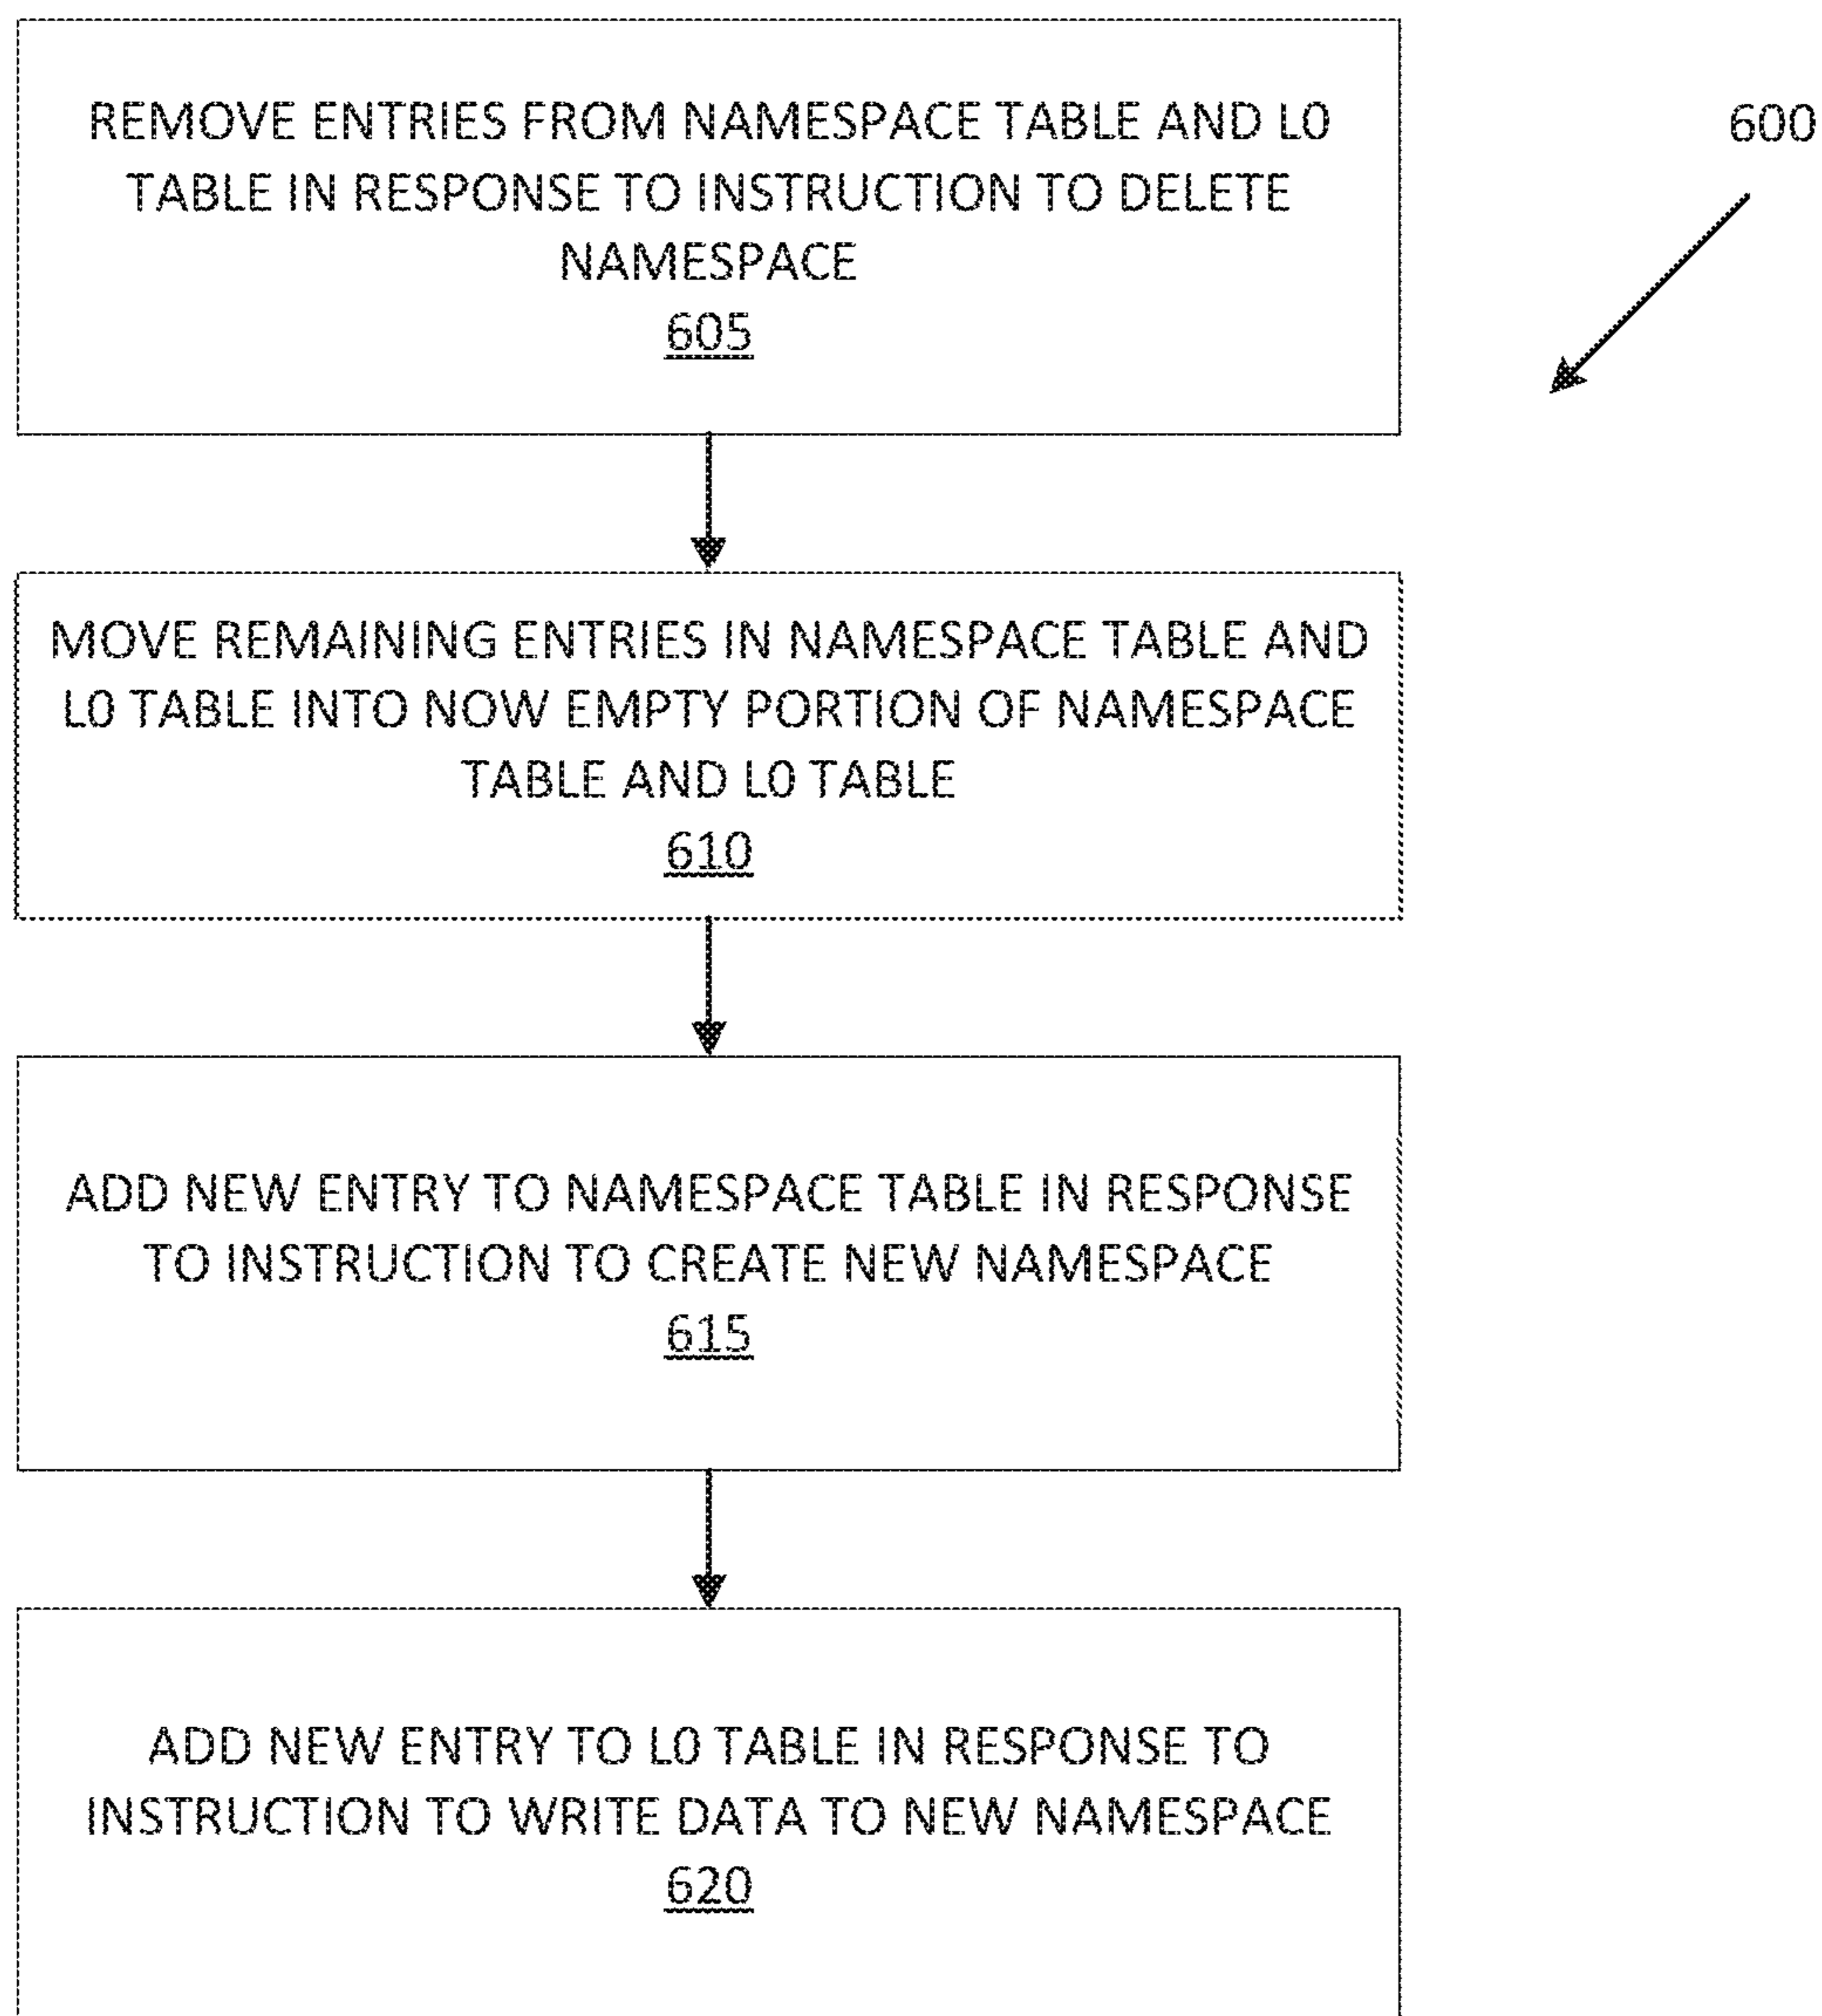 REMOVE ENTRIES FROM NAMESPACE TABLE AND L0
TABLE IN RESPONSE TO INSTRUCTION TO DELETE
NAMESPACE
605
600
MOVE REMAINING ENTRIES IN NAMESPACE TABLE AND
L0 TABLE INTO NOW EMPTY PORTION OF NAMESPACE
TABLE AND L0 TABLE
610
ADD NEW ENTRY TO NAMESPACE TABLE IN RESPONSE
TO INSTRUCTION TO CREATE NEW NAMESPACE
615
ADD NEW ENTRY TO L0 TABLE IN RESPONSE TO
INSTRUCTION TO WRITE DATA TO NEW NAMESPACE
620